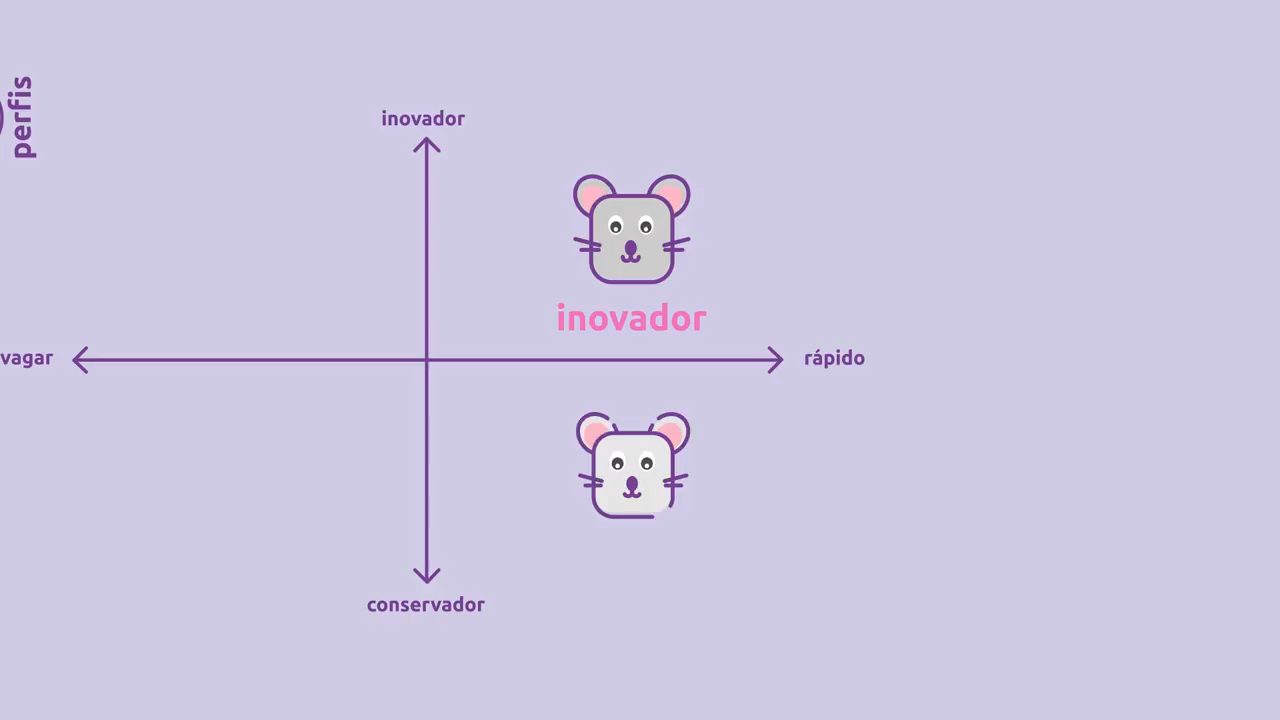 perfis
inovador
inovador
vagar
rápido
conservador